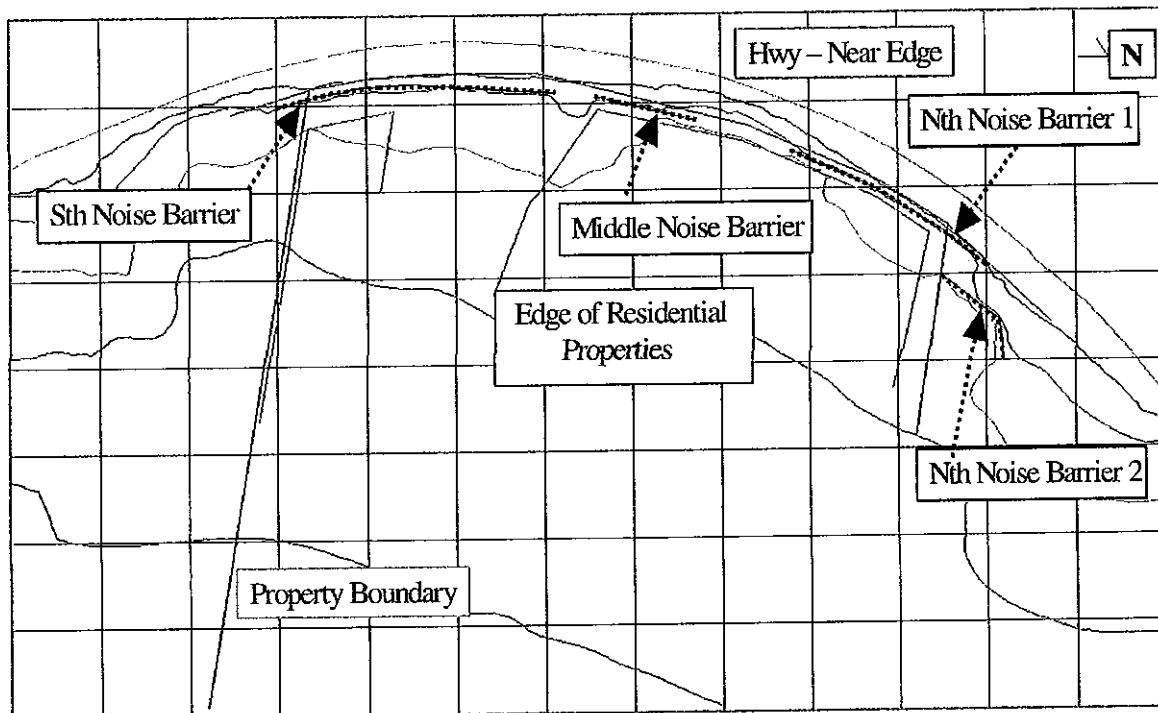 Hwy – Near Edge
N
Nth Noise Barrier 1
Sth Noise Barrier
Middle Noise Barrier
Edge of Residential
Properties
Nth Noise Barrier 2
Property Boundary